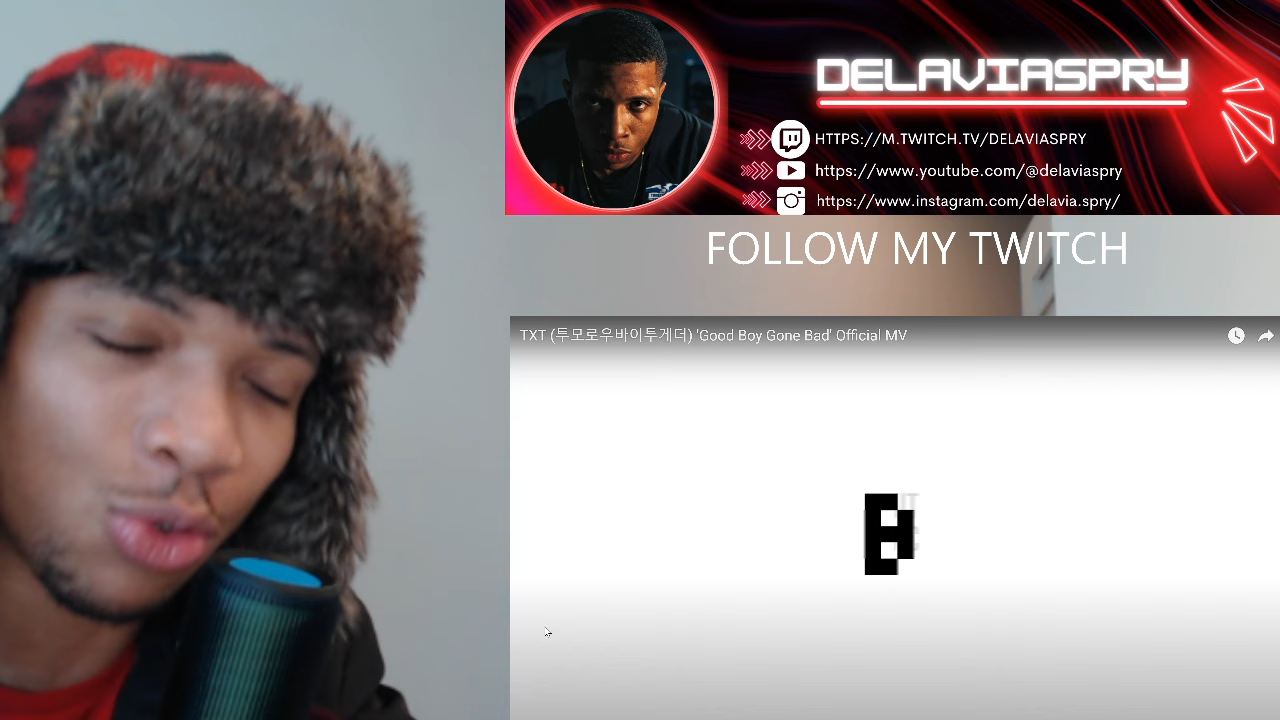 DELAVIASPRY
HTTPS://M.TWITCH.TV/DELAVIASPRY
https://www.youtube.com/@delaviaspry
https://www.instagram.com/delavia.spry/
FOLLOW MY TWITCH
TXT (투모로우바이투게더) 'Good Boy Gone Bad' Official MV